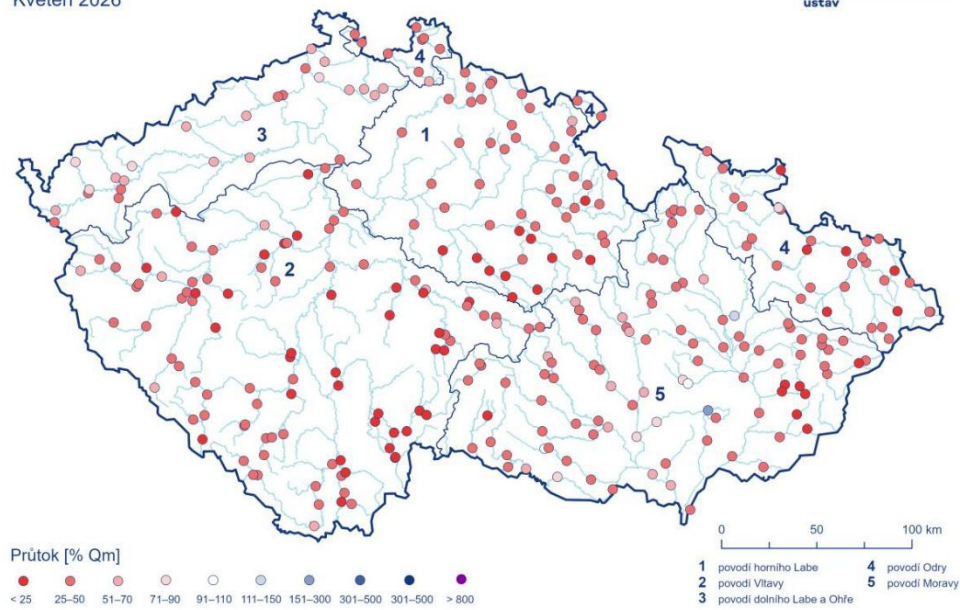 Květen 2026
ústav
4
4
1
3
2
4
5
0 50 100 km
Průtok [% Qm]
< 25 25–50 51–70 71–90 91–110 111–150 151–300 301–500 301–500 > 800
1 povodí horního Labe
2 povodí Vltavy
3 povodí dolního Labe a Ohře
4 povodí Odry
5 povodí Moravy